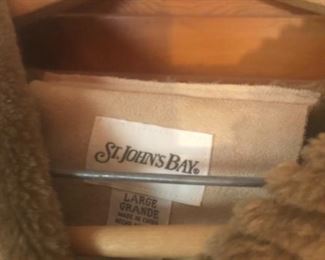 ST. JOHN'S BAY®
LARGE
GRANDE
MADE IN CHINA